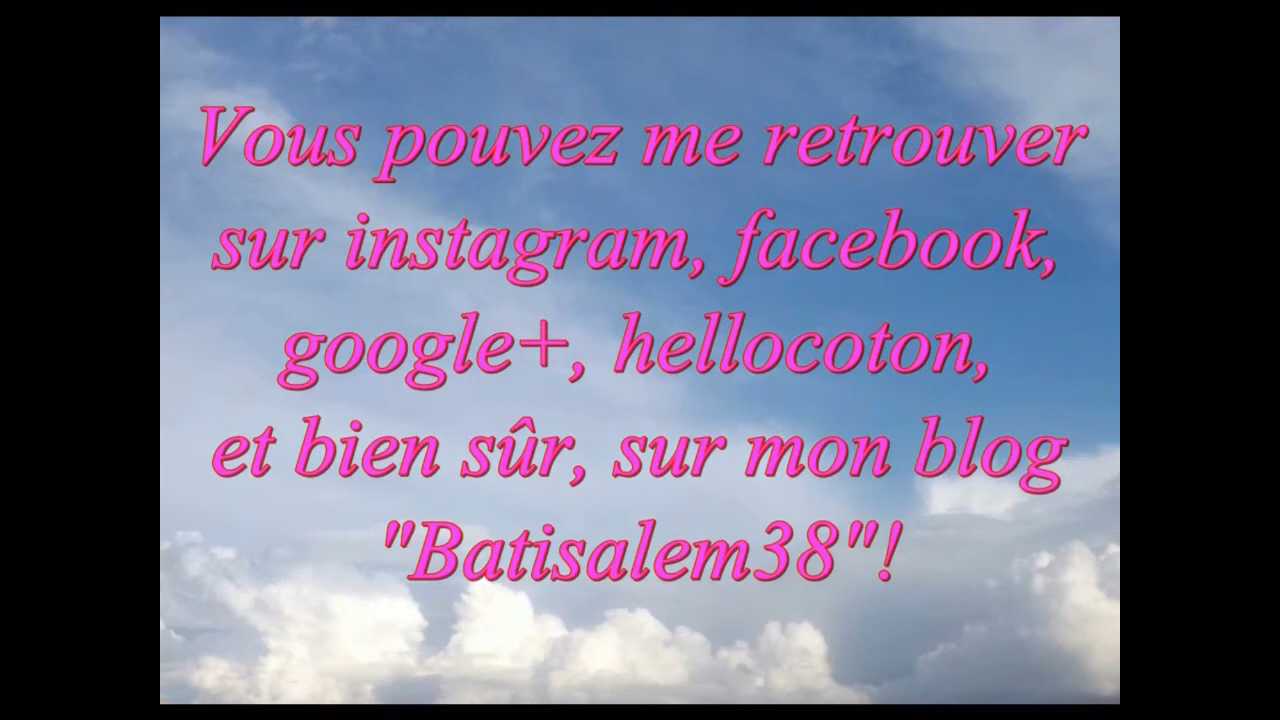 Vous pouvez me retrouver
sur instagram, facebook,
google+, hellocoton,
et bien sûr, sur mon blog
"Batisalem38"!